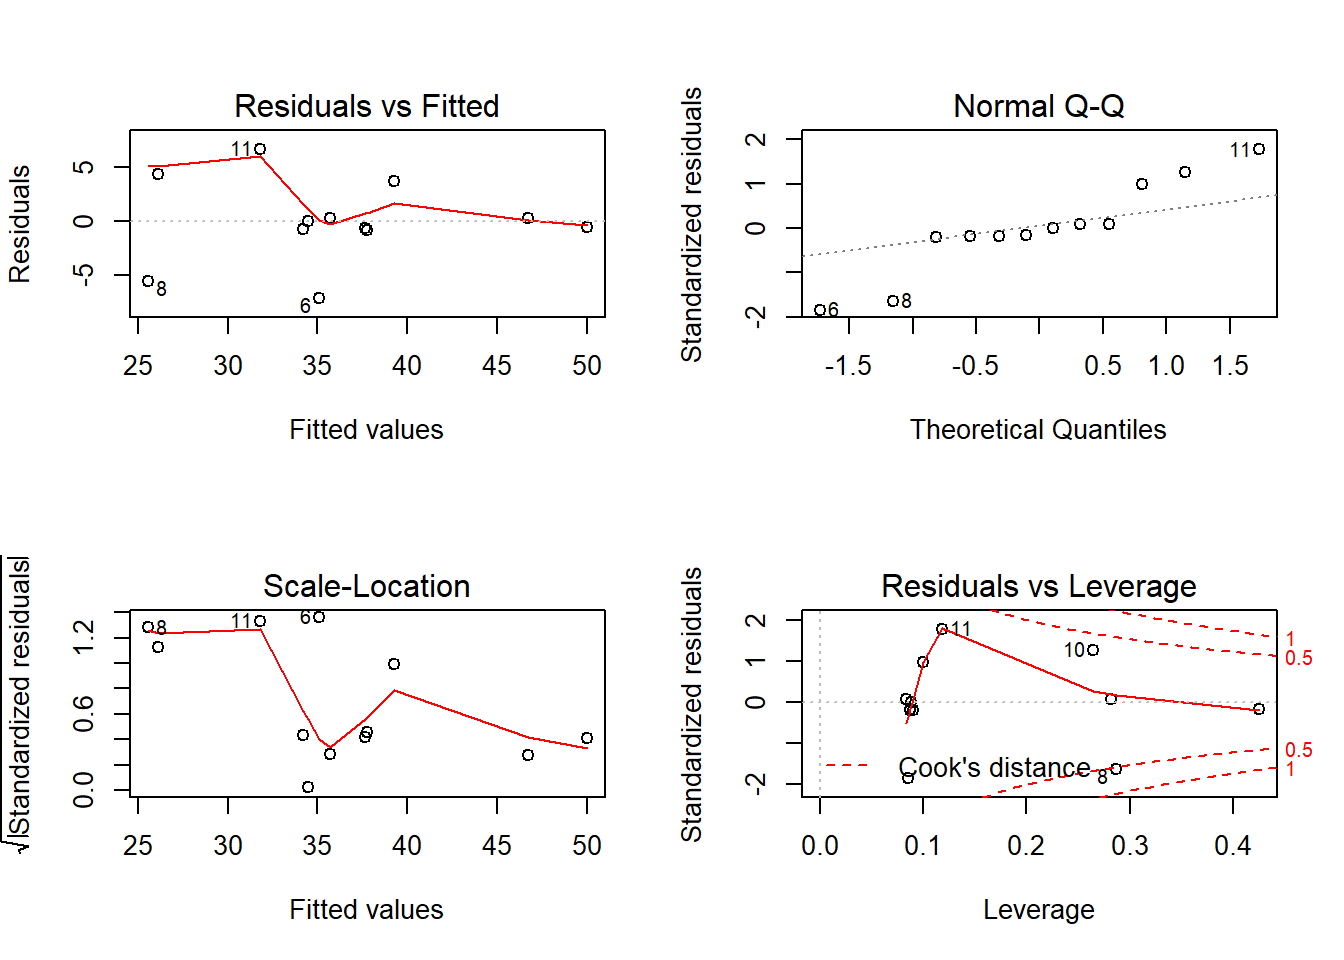 Residuals vs Fitted
Residuals
5
0
-5
11
8
6
25 30 35 40 45 50
Fitted values
Normal Q-Q
Standardized residuals
2
1
0
-2
11
6
8
-1.5 -0.5 0.5 1.0 1.5
Theoretical Quantiles
Scale-Location
√|Standardized residuals|
1.2
0.6
0.0
8
11
6
25 30 35 40 45 50
Fitted values
Residuals vs Leverage
Standardized residuals
2
1
0
-2
11
10
8
1
0.5
0.5
1
Cook's distance
0.0 0.1 0.2 0.3 0.4
Leverage